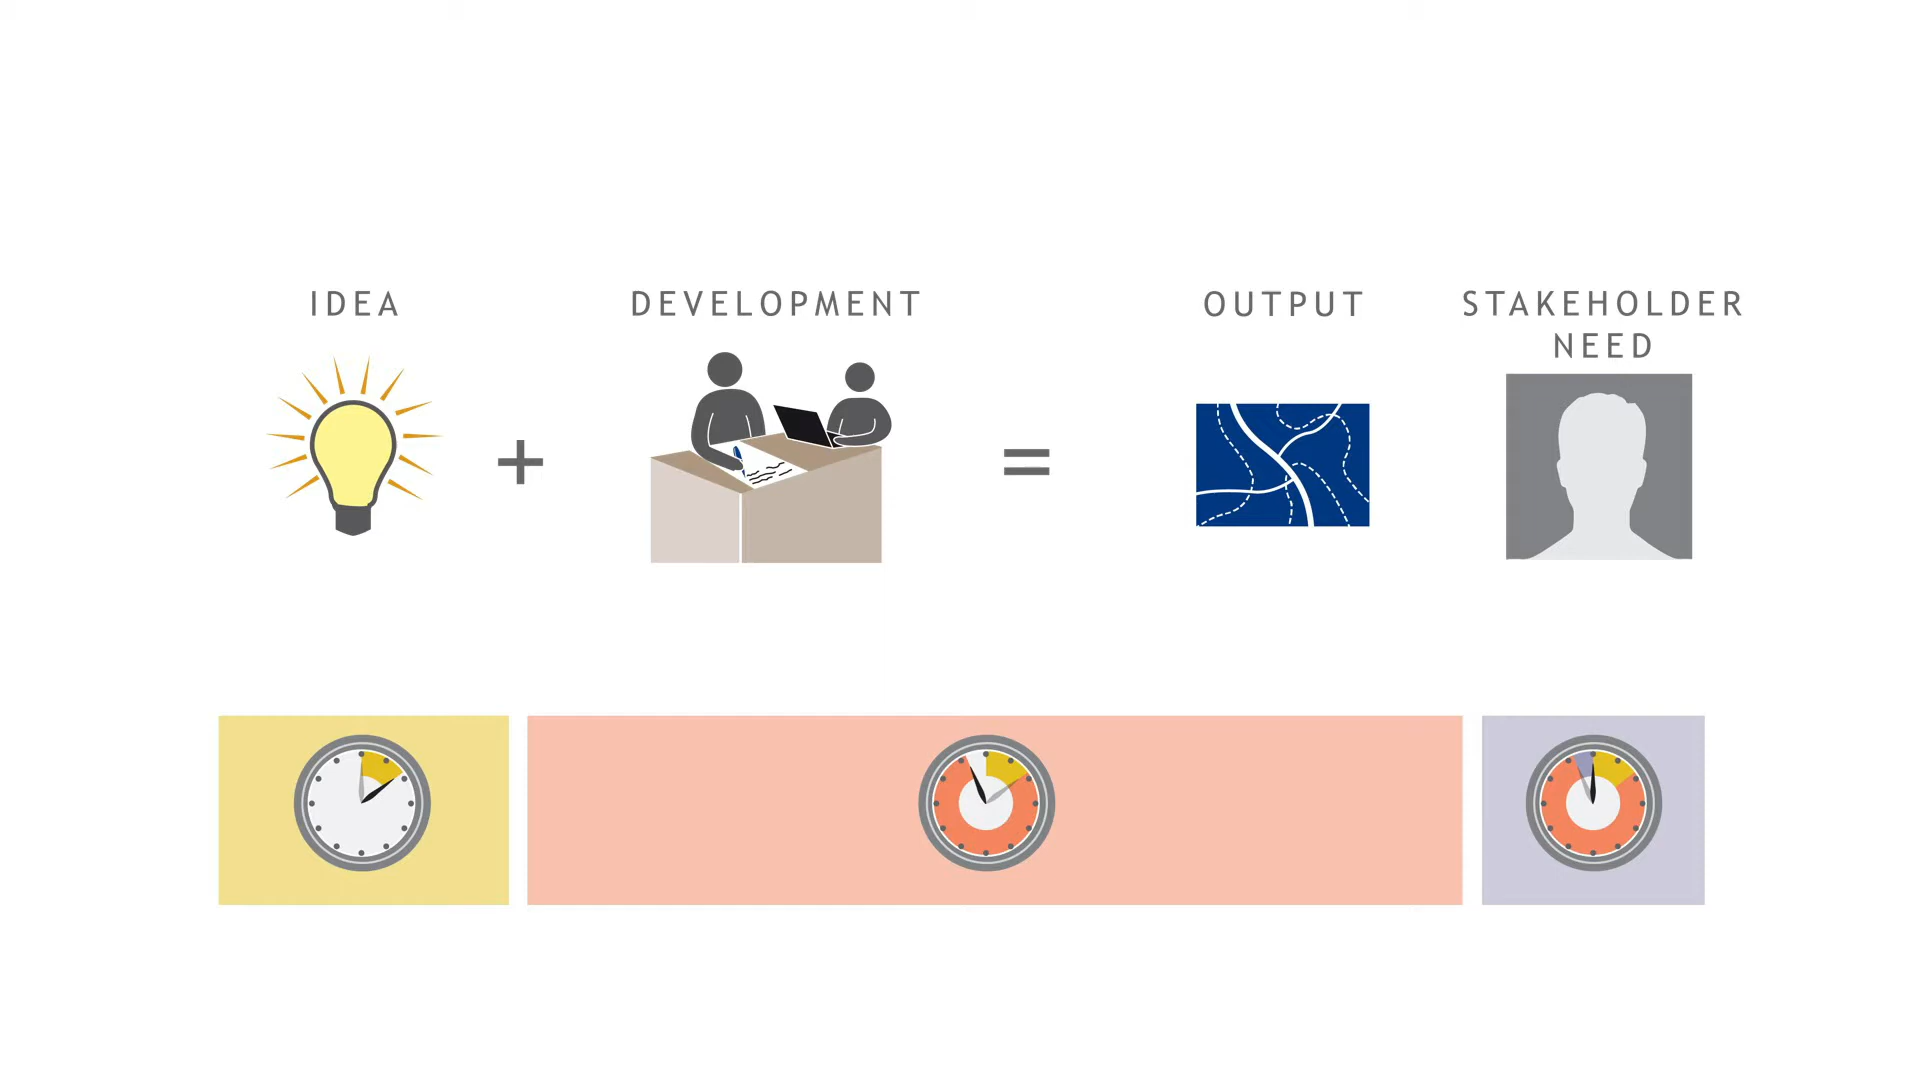 IDEA
DEVELOPMENT
OUTPUT
STAKEHOLDER
NEED
+
=